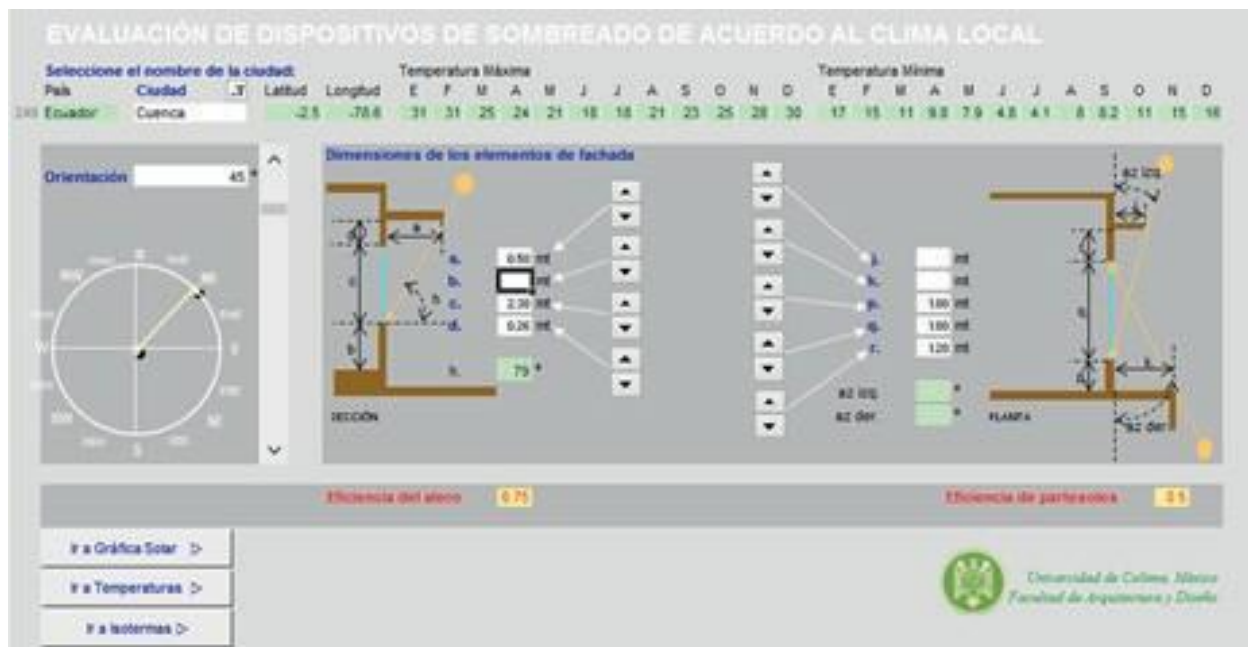 EVALUACIÓN DE DISPOSITIVOS DE SOMBREADO DE ACUERDO AL CLIMA LOCAL
Seleccione el nombre de la ciudad: Temperatura Máxima Temperatura Mínima
País Ciudad Latitud Longitud E F M A M J J A S O N D E F M A M J J A S O N D
Ecuador Cuenca -2.5 -78.6 31 31 25 24 21 18 18 21 23 25 28 30 17 15 11 9.8 7.9 4.8 4.1 8 8.2 11 15 16
Dimensiones de los elementos de fachada
Orientación 45 °
az izq
a. 0.50 mt
b. mt
c. 2.30 mt
d. 0.26 mt
h. 79 °
j. mt
k. mt
p. 1.00 mt
q. 1.00 mt
r. 1.20 mt
az izq °
az der °
SECCIÓN
PLANTA
az der
Eficiencia del alero 0.75 Eficiencia de partesoles
Ir a Gráfica Solar
Ir a Temperaturas
Ir a Isotermas
Universidad de Colima, México
Facultad de Arquitectura y Diseño